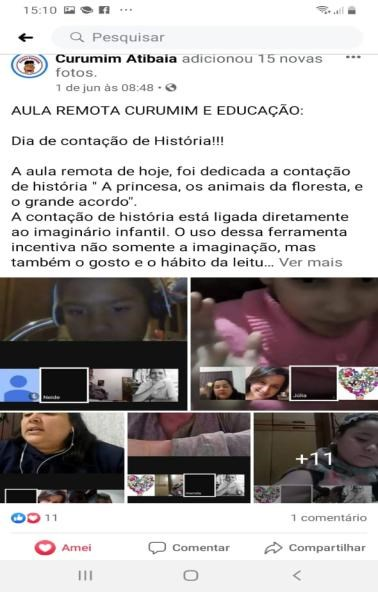 15:10
Pesquisar
Curumim Atibaia adicionou 15 novas
fotos.
1 de jun às 08:48 •
AULA REMOTA CURUMIM E EDUCAÇÃO:
Dia de contação de História!!!
A aula remota de hoje, foi dedicada a contação
de história " A princesa, os animais da floresta, e
o grande acordo".
A contação de história está ligada diretamente
ao imaginário infantil. O uso dessa ferramenta
incentiva não somente a imaginação, mas
também o gosto e o hábito da leitu... Ver mais
Neide
Júlia
+11
11
1 comentário
Amei
Comentar
Compartilhar